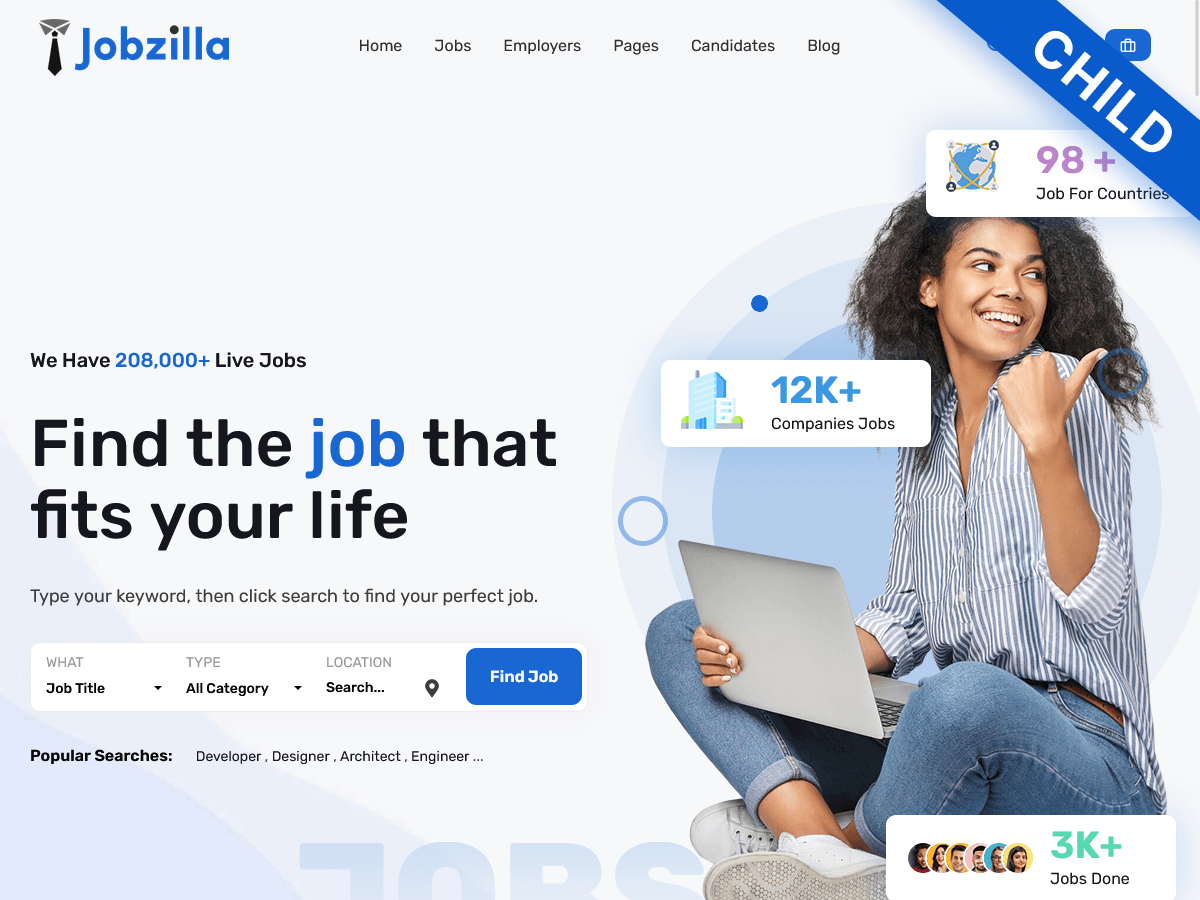 Jobzilla
Home Jobs Employers Pages Candidates Blog
CHILD
98 +
Job For Countries
We Have 208,000+ Live Jobs
12K+
Companies Jobs
Find the job that
fits your life
Type your keyword, then click search to find your perfect job.
WHAT TYPE LOCATION
Job Title All Category Search...
Find Job
Popular Searches: Developer , Designer , Architect , Engineer ...
JOBS
3K+
Jobs Done